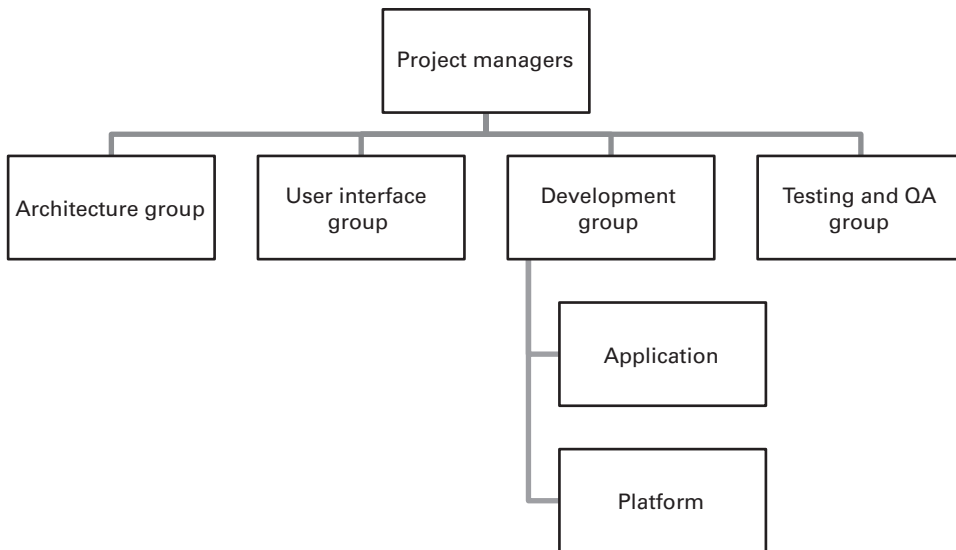 Project managers
Architecture group
User interface
group
Development
group
Testing and QA
group
Application
Platform